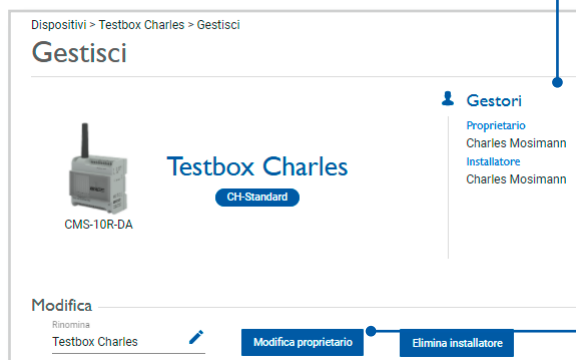 Dispositivi > Testbox Charles > Gestisci
Gestisci
Gestori
Proprietario
Charles Mosimann
Installatore
Charles Mosimann
Testbox Charles
CH-Standard
CMS-10R-DA
Modifica
Rinomina
Testbox Charles
Modifica proprietario
Elimina installatore